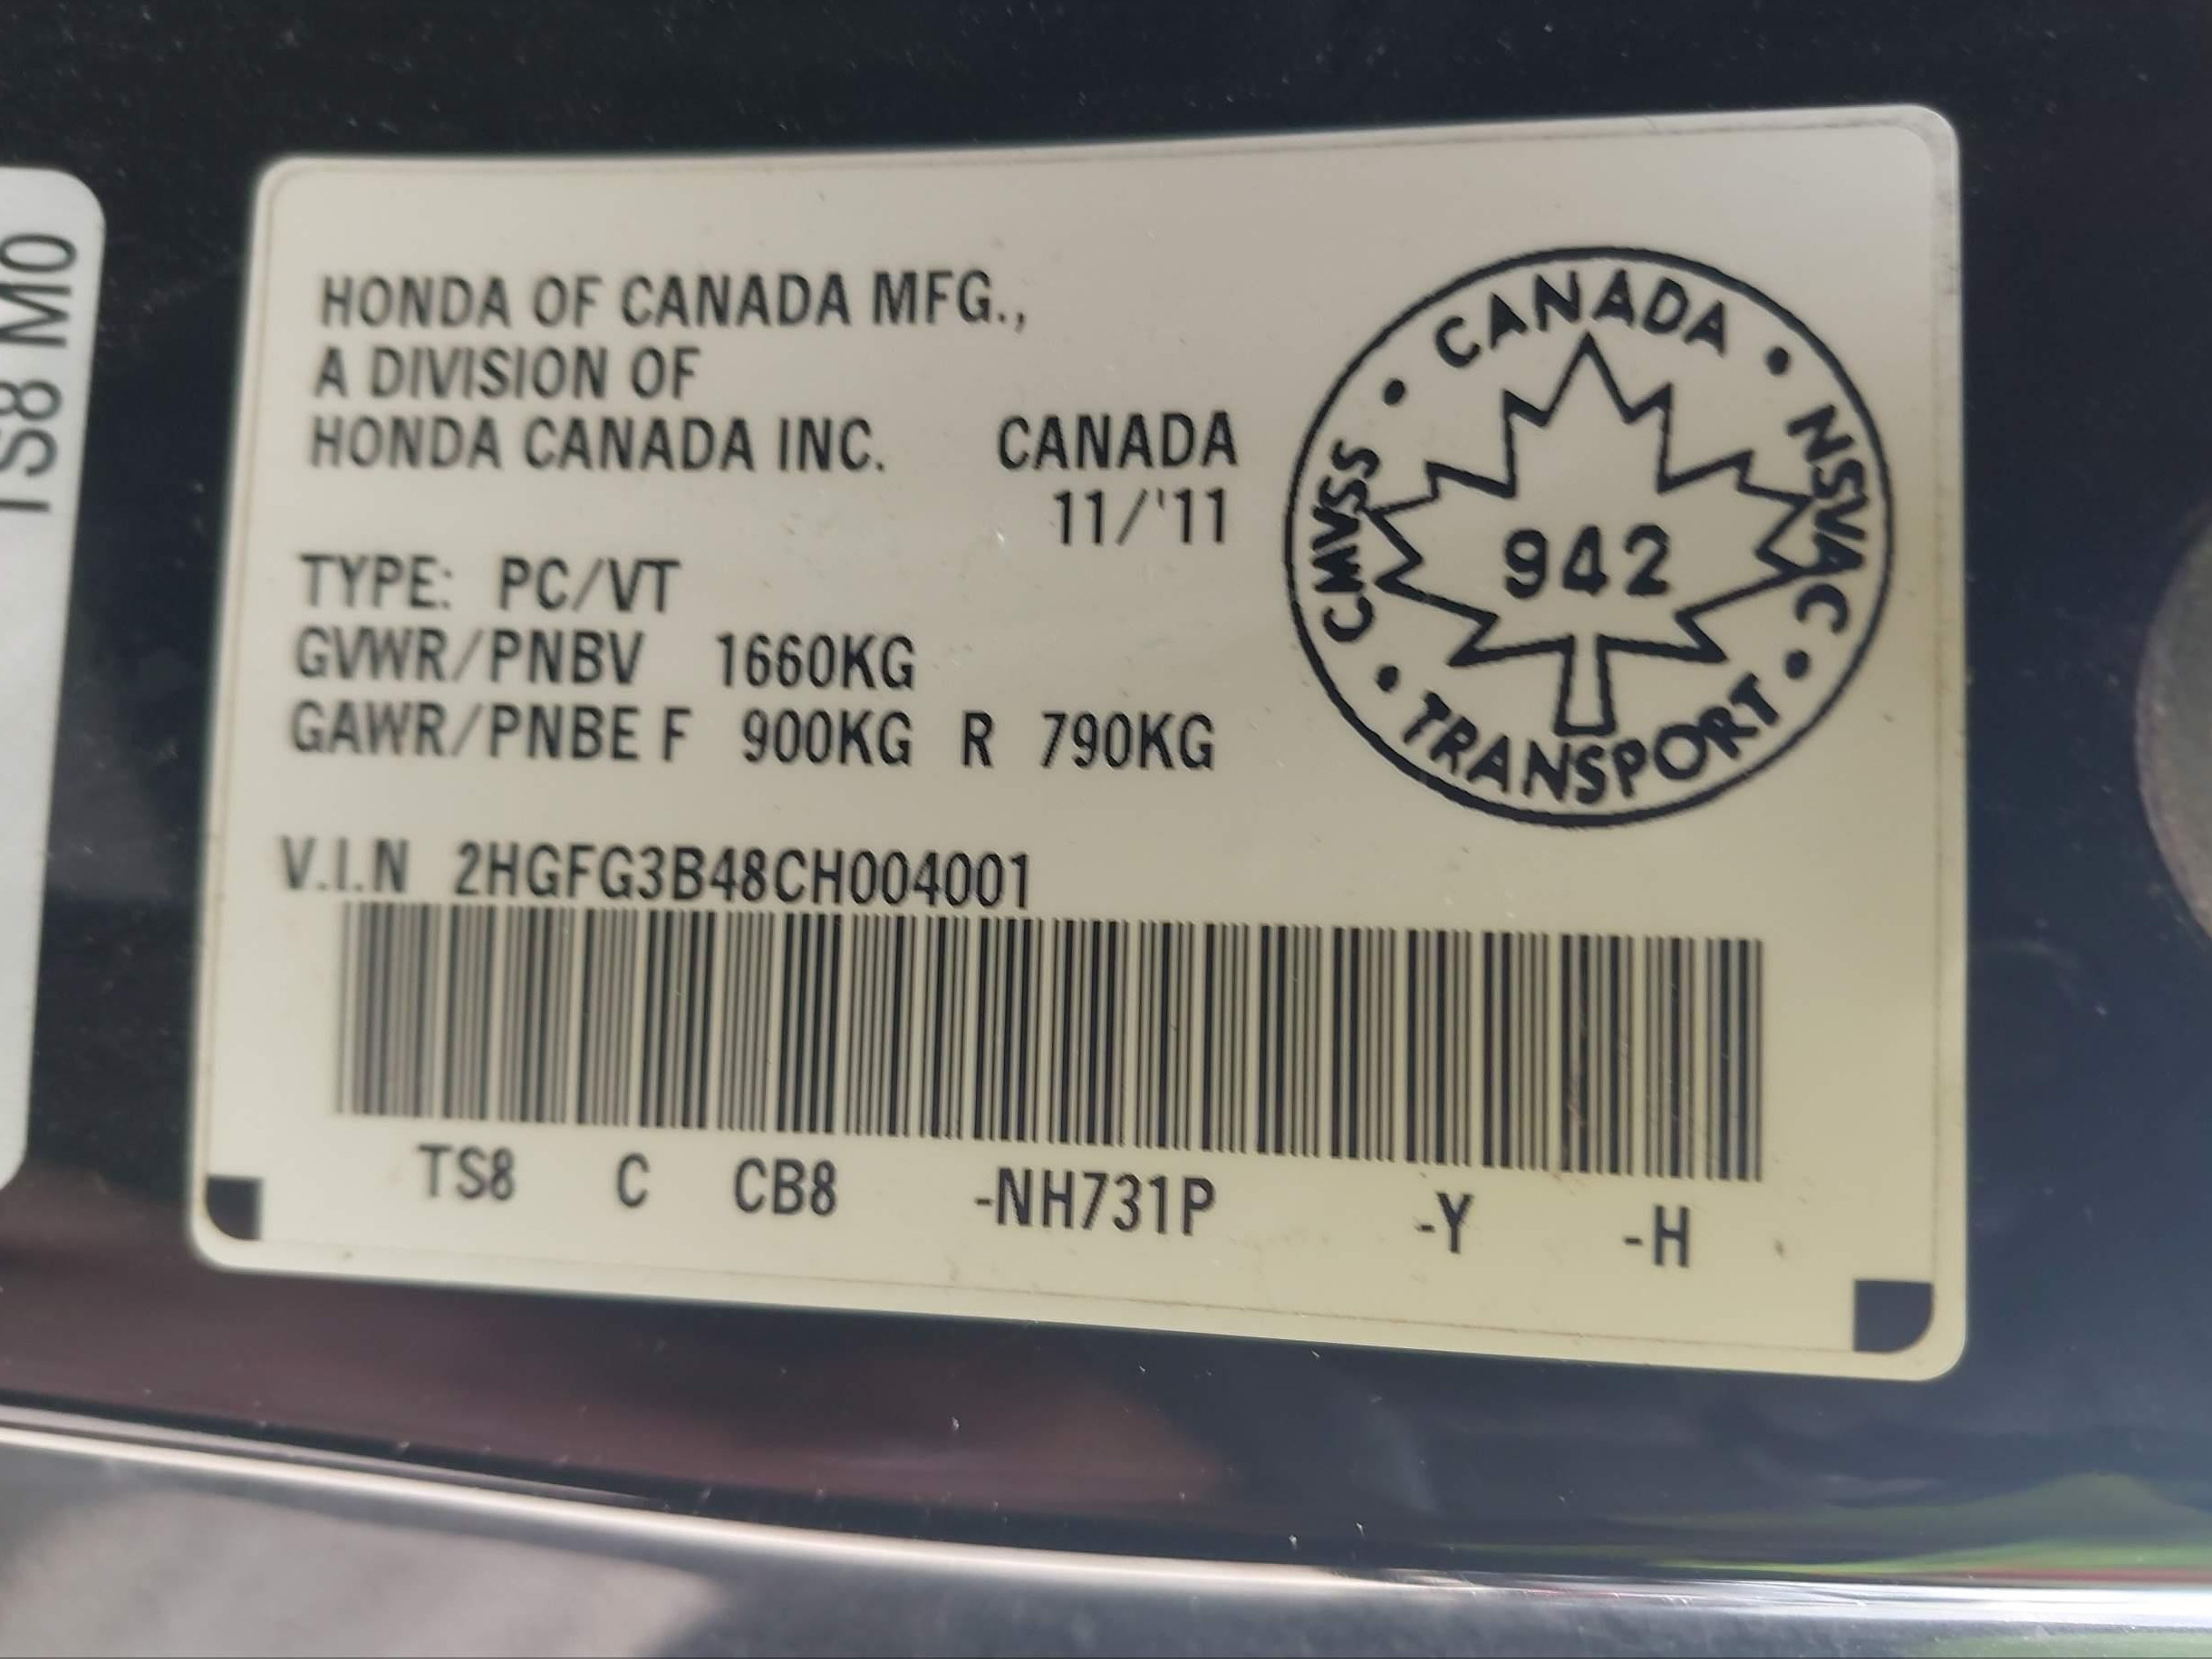 TS8 M0
HONDA OF CANADA MFG.,
A DIVISION OF
HONDA CANADA INC. CANADA
11/'11
TYPE: PC/VT
GVWR/PNBV 1660KG
GAWR/PNBE F 900KG R 790KG
CANADA • NSVAC • TRANSPORT • CMVSS •
942
V.I.N 2HGFG3B48CH004001
TS8 C CB8 -NH731P -Y -H